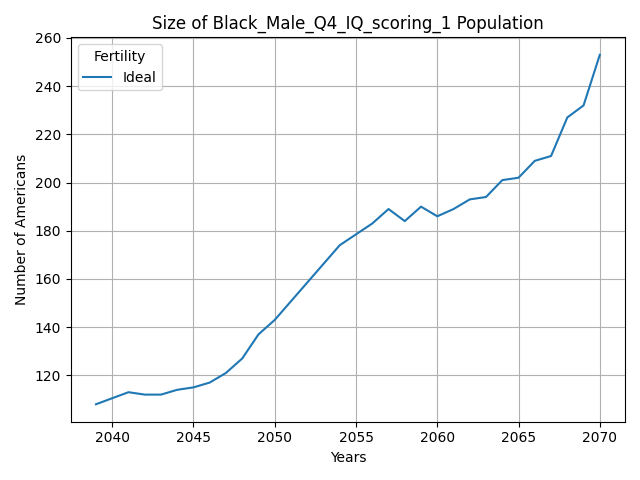 Size of Black_Male_Q4_IQ_scoring_1 Population
Fertility
Ideal
Number of Americans
260
240
220
200
180
160
140
120
2040 2045 2050 2055 2060 2065 2070
Years